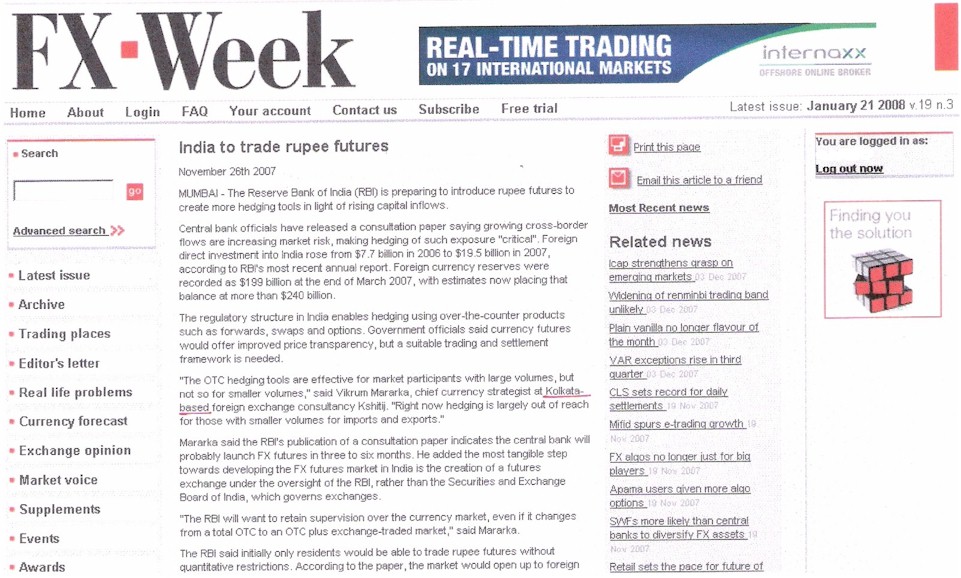 FX·Week
REAL-TIME TRADING
ON 17 INTERNATIONAL MARKETS
internaxx
OFFSHORE ONLINE BROKER
Home About Login FAQ Your account Contact us Subscribe Free trial
Latest issue: January 21 2008 v.19 n.3
Search
go
Advanced search
Latest issue
Archive
Trading places
Editor's letter
Real life problems
Currency forecast
Exchange opinion
Market voice
Supplements
Events
Awards
India to trade rupee futures
November 26th 2007
MUMBAI - The Reserve Bank of India (RBI) is preparing to introduce rupee futures to
create more hedging tools in light of rising capital inflows.
Central bank officials have released a consultation paper saying growing cross-border
flows are increasing market risk, making hedging of such exposure "critical". Foreign
direct investment into India rose from $7.7 billion in 2006 to $19.5 billion in 2007,
according to RBI's most recent annual report. Foreign currency reserves were
recorded as $199 billion at the end of March 2007, with estimates now placing that
balance at more than $240 billion.
The regulatory structure in India enables hedging using over-the-counter products
such as forwards, swaps and options. Government officials said currency futures
would offer improved price transparency, but a suitable trading and settlement
framework is needed.
"The OTC hedging tools are effective for market participants with large volumes, but
not so for smaller volumes," said Vikrum Mararka, chief currency strategist at Kolkata-
based foreign exchange consultancy Kshitij. "Right now hedging is largely out of reach
for those with smaller volumes for imports and exports."
Mararka said the RBI's publication of a consultation paper indicates the central bank will
probably launch FX futures in three to six months. He added the most tangible step
towards developing the FX futures market in India is the creation of a futures
exchange under the oversight of the RBI, rather than the Securities and Exchange
Board of India, which governs exchanges.
"The RBI will want to retain supervision over the currency market, even if it changes
from a total OTC to an OTC plus exchange-traded market," said Mararka.
The RBI said initially only residents would be able to trade rupee futures without
quantitative restrictions. According to the paper, the market would open up to foreign
Print this page
Email this article to a friend
Most Recent news
Related news
Icap strengthens grasp on
emerging markets 03 Dec 2007
Widening of renminbi trading band
unlikely 03 Dec 2007
Plain vanilla no longer flavour of
the month 03 Dec 2007
VAR exceptions rise in third
quarter 03 Dec 2007
CLS sets record for daily
settlements 19 Nov 2007
Mifid spurs e-trading growth 19
Nov 2007
FX algos no longer just for big
players 19 Nov 2007
Apama users given more algo
options 19 Nov 2007
SWFs more likely than central
banks to diversify FX assets 19
Nov 2007
Retail sets the pace for future of
You are logged in as:
Log out now
Finding you
the solution